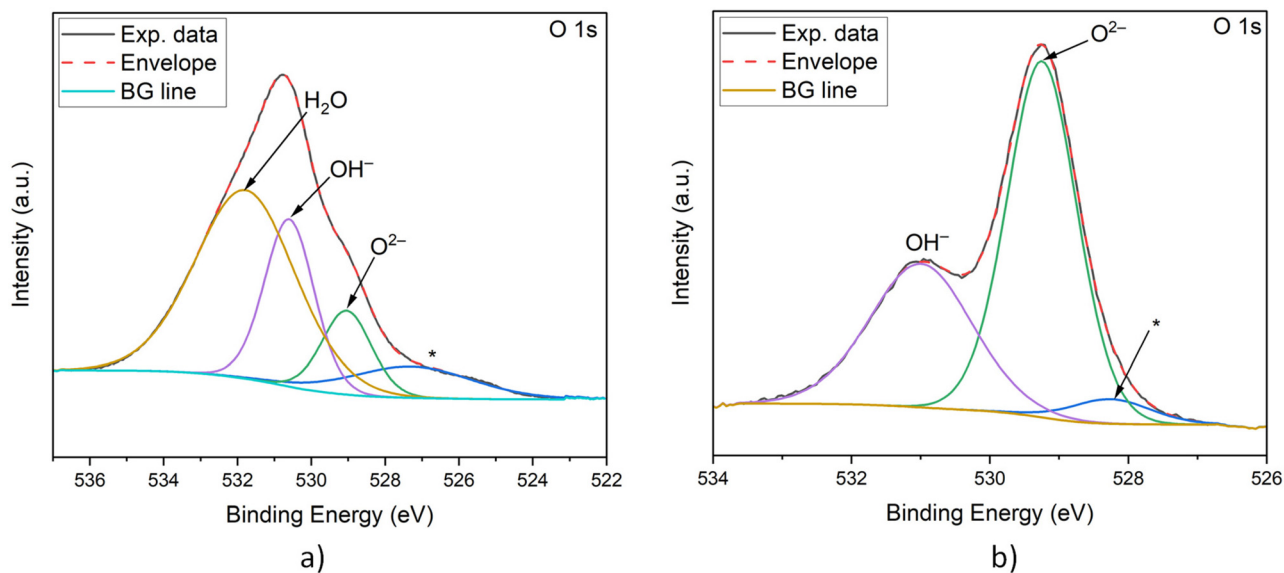 O 1s
Exp. data
Envelope
BG line
H₂O
OH⁻
O²⁻
*
Intensity (a.u.)
536 534 532 530 528 526 524 522
Binding Energy (eV)
a)
O 1s
Exp. data
Envelope
BG line
O²⁻
OH⁻
*
Intensity (a.u.)
534 532 530 528 526
Binding Energy (eV)
b)